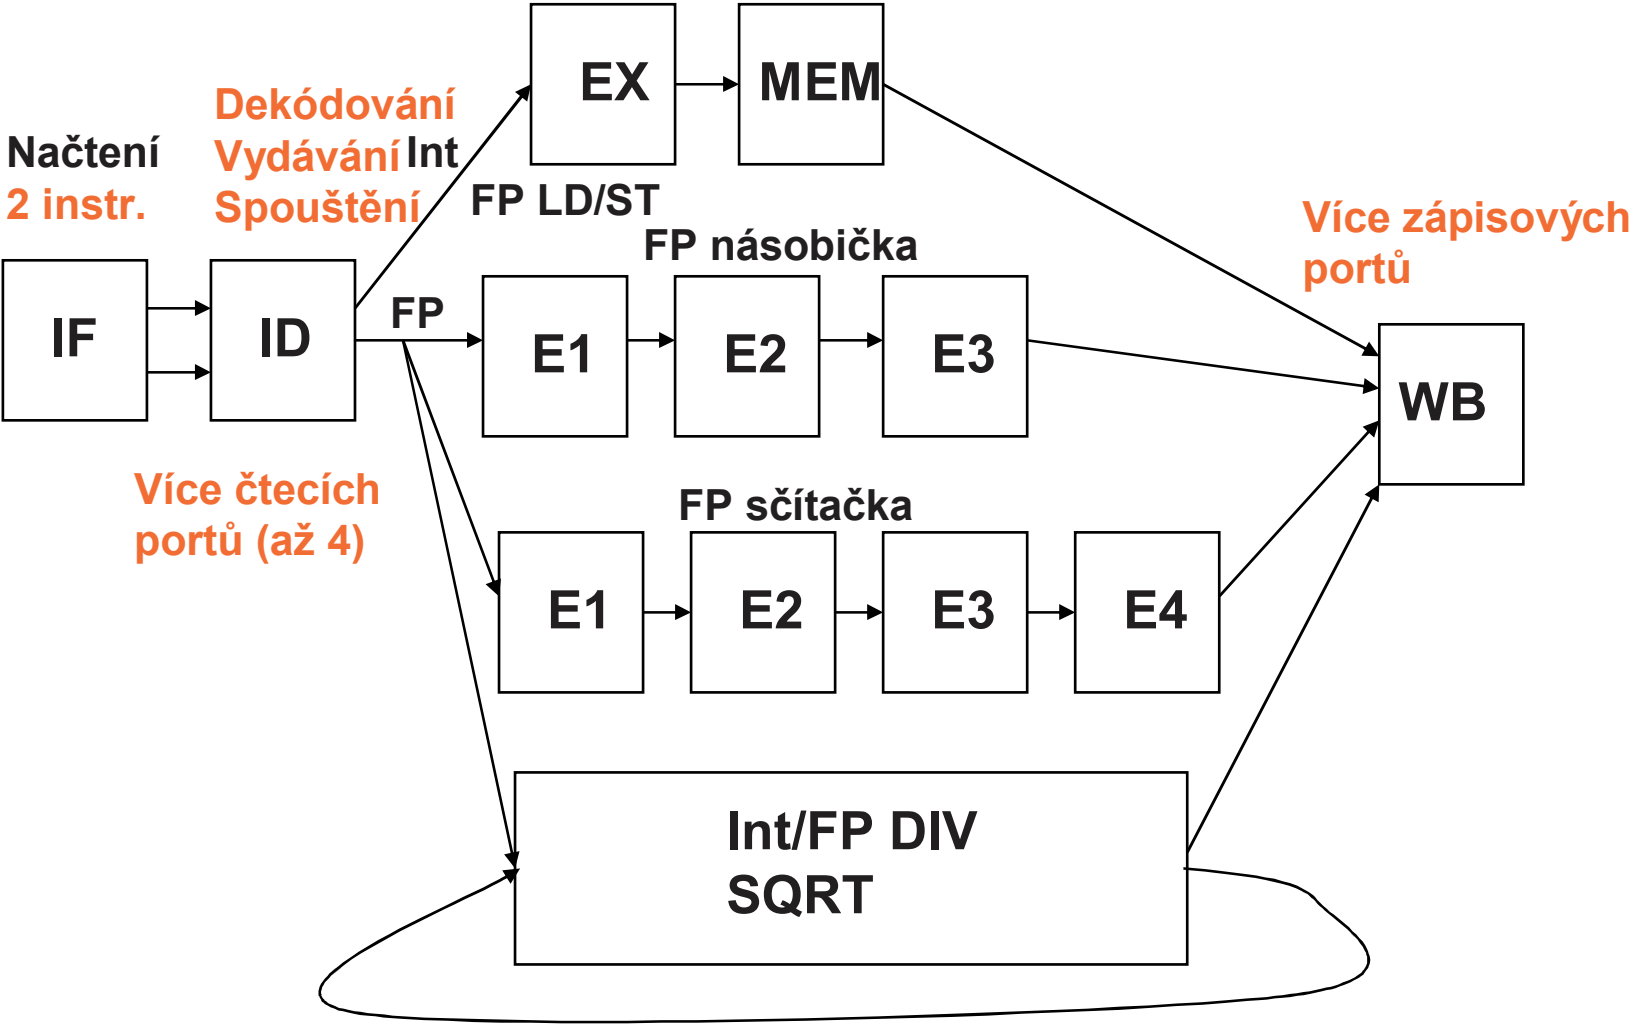 EX
MEM
Dekódování
Vydávání Int
Spouštění
Načtení
2 instr.
FP LD/ST
Více zápisových
portů
FP násobička
IF
ID
FP
E1
E2
E3
WB
Více čtecích
portů (až 4)
FP sčítačka
E1
E2
E3
E4
Int/FP DIV
SQRT